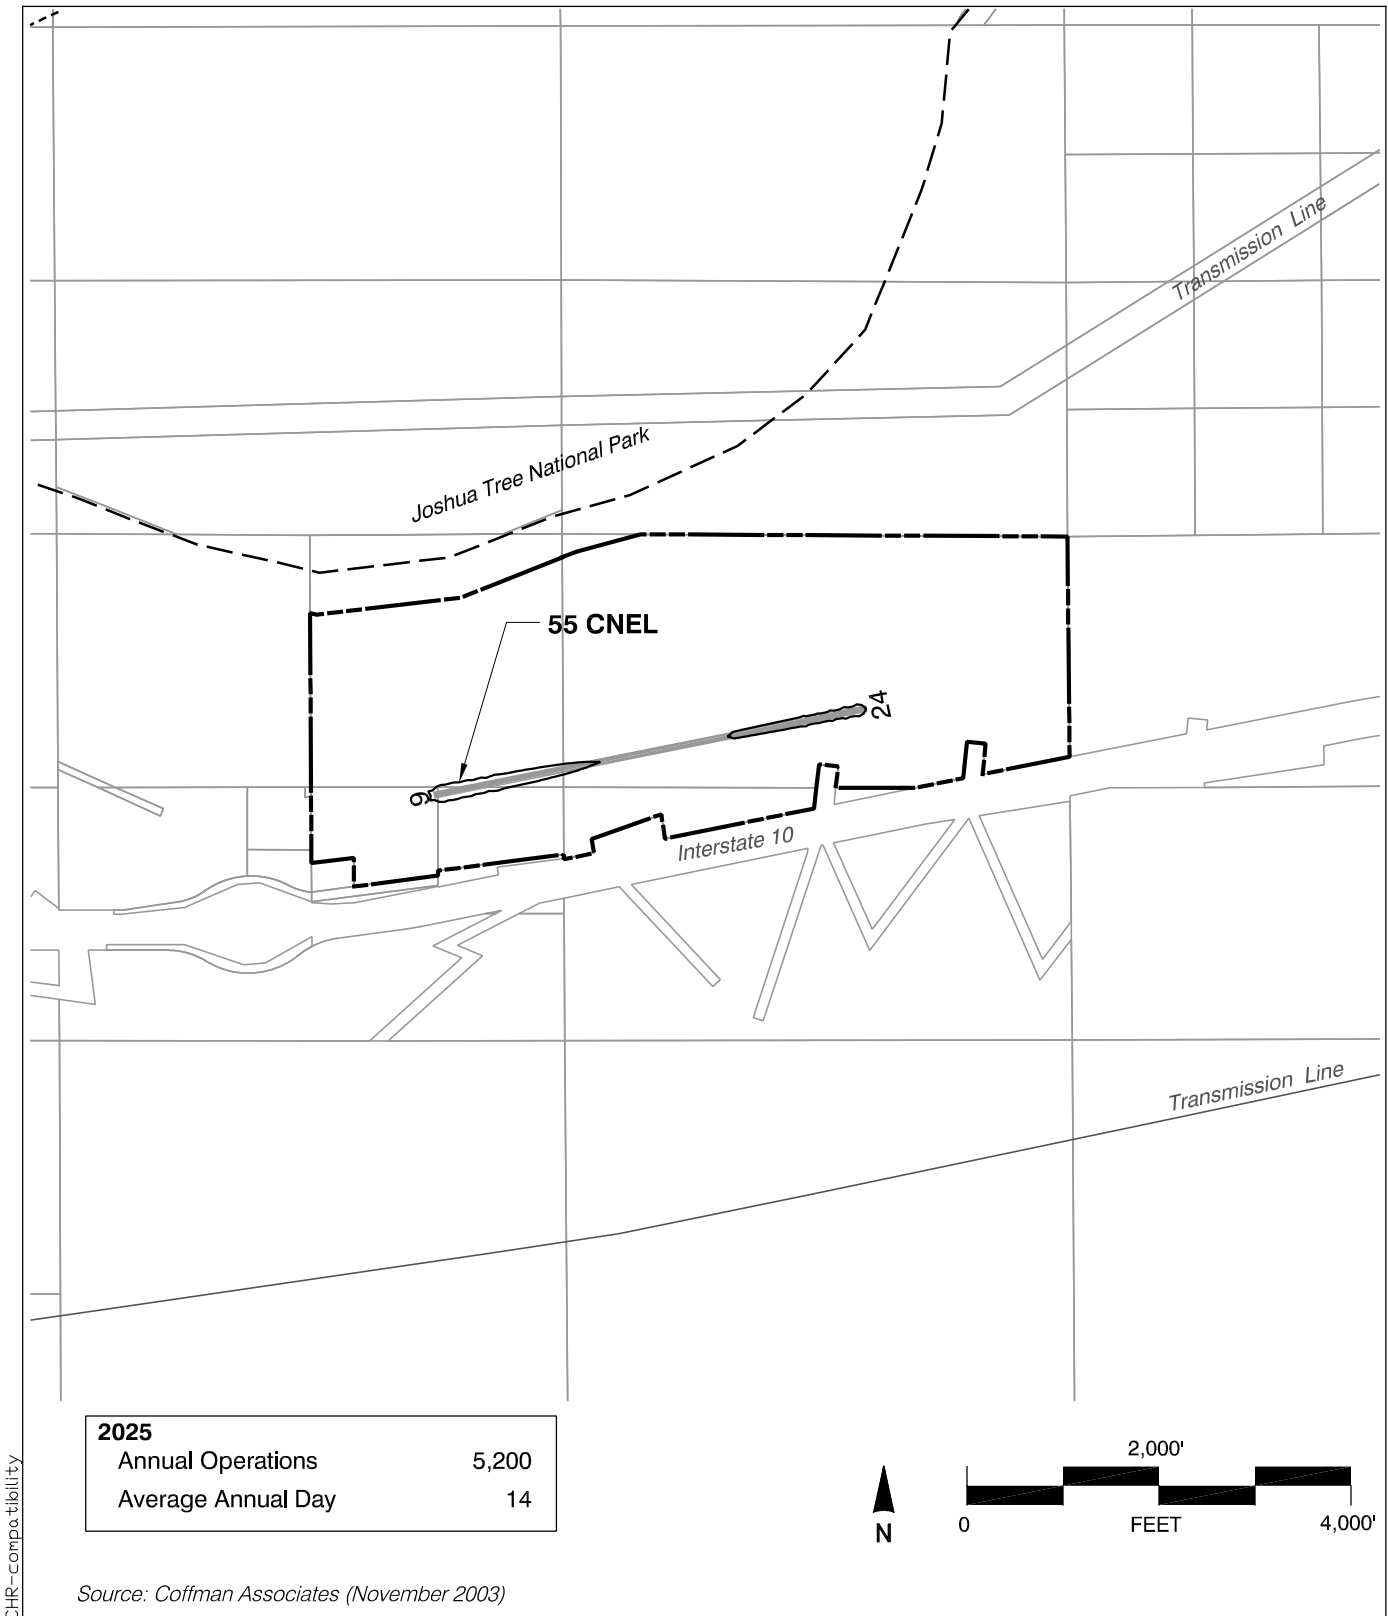 Transmission Line
Joshua Tree National Park
55 CNEL
24
6
Interstate 10
Transmission Line
2025
Annual Operations 5,200
Average Annual Day 14
2,000'
N
0 FEET 4,000'
Source: Coffman Associates (November 2003)
CHR-compatibility